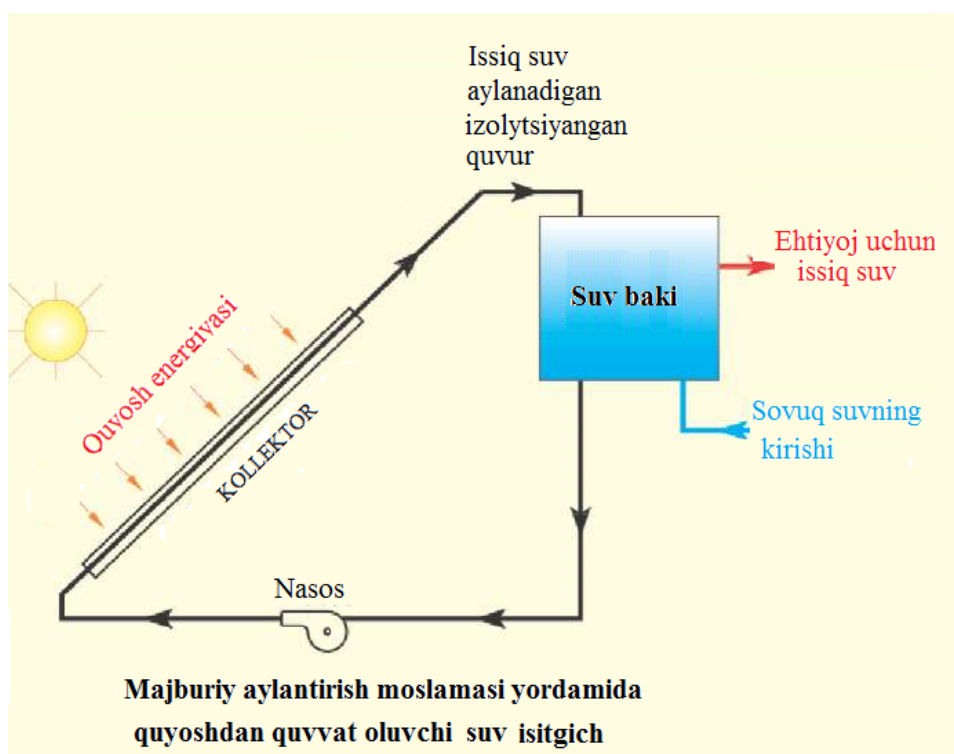 Issiq suv
aylanadigan
izolytsiyangan
quvur
Ehtiyoj uchun
issiq suv
Suv baki
Quyosh energiyasi
KOLLEKTOR
Sovuq suvning
kirishi
Nasos
Majburiy aylantirish moslamasi yordamida
quyoshdan quvvat oluvchi suv isitgich